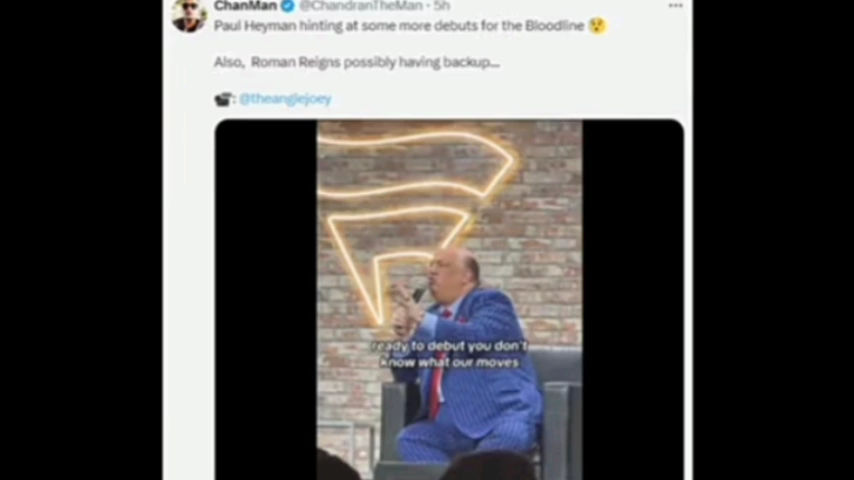 ChanMan @ChandranTheMan · 5h
Paul Heyman hinting at some more debuts for the Bloodline 😲
Also, Roman Reigns possibly having backup...
📹: @theanglejoey
ready to debut you don't
know what our moves